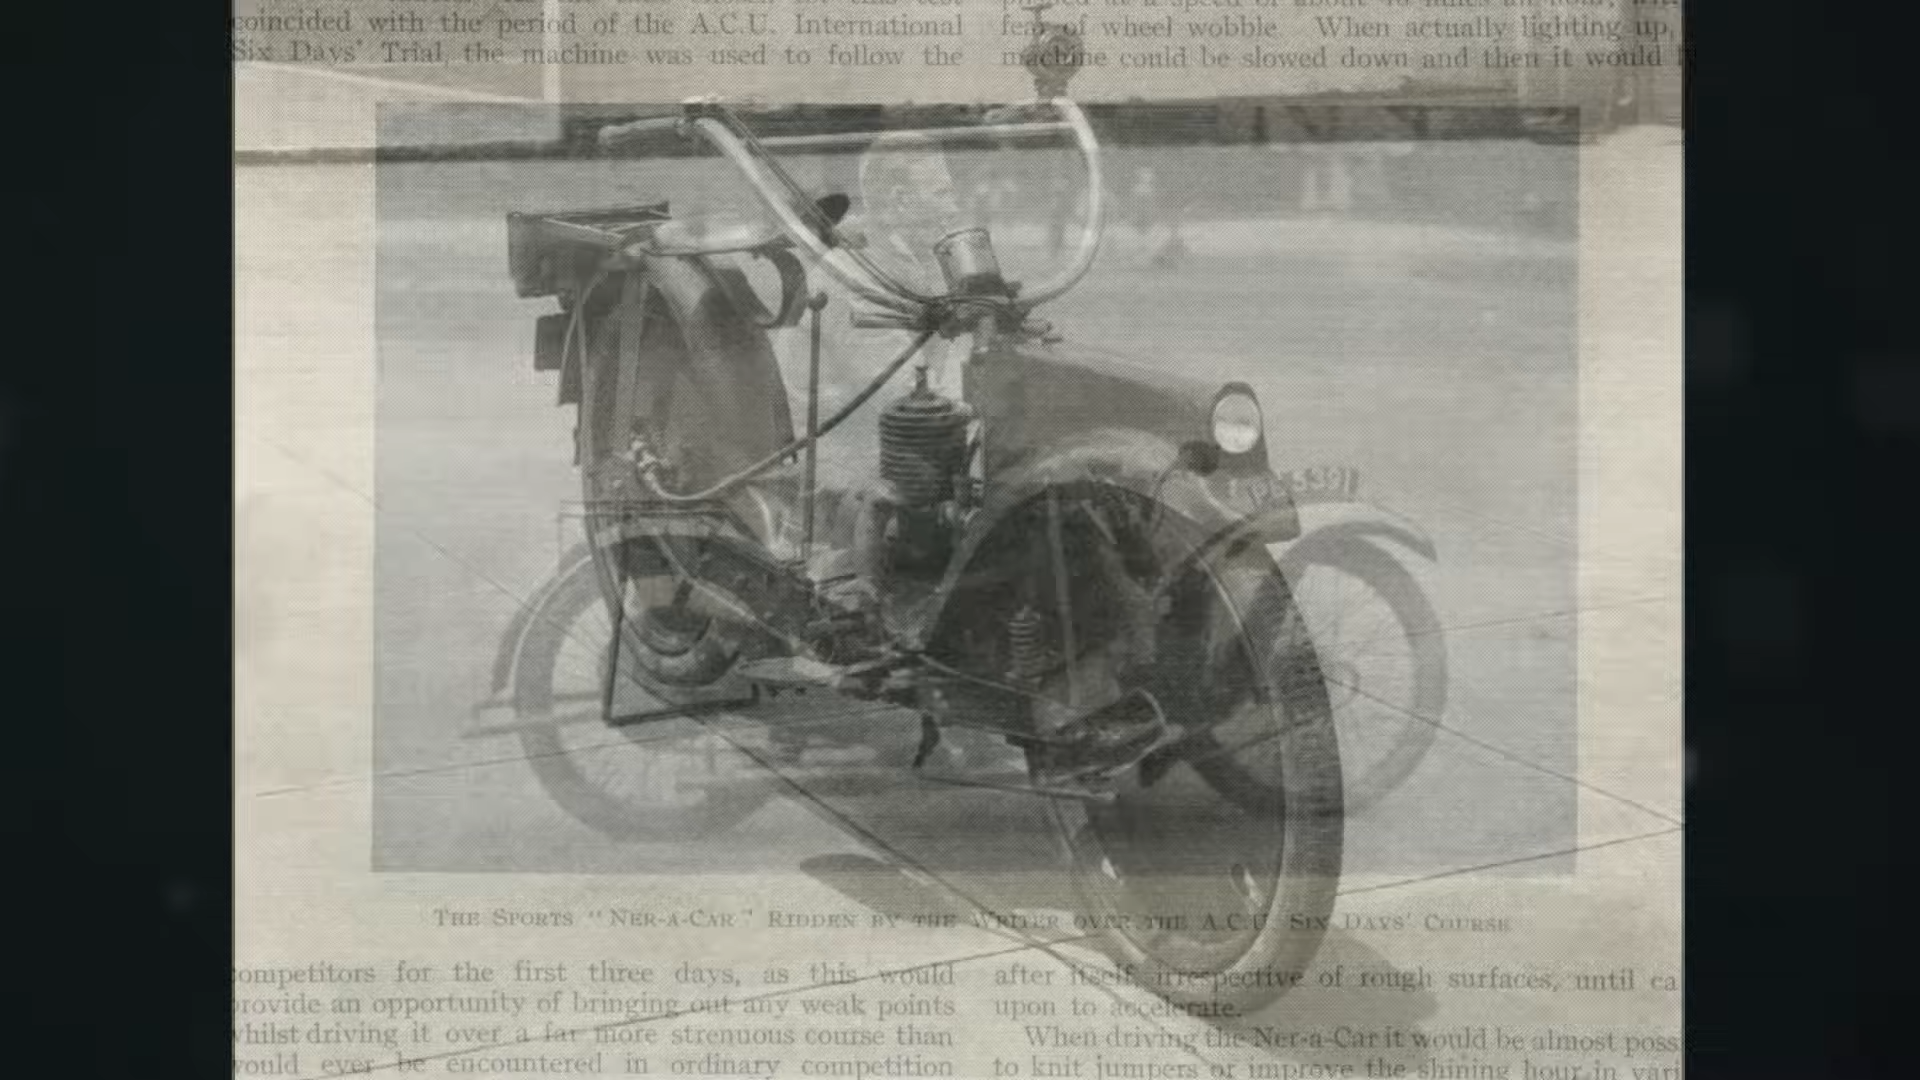 coincided with the period of the A.C.U. International
Six Days' Trial, the machine was used to follow the
fear of wheel wobble. When actually lighting up,
machine could be slowed down and then it would
THE SPORTS "NER-A-CAR" RIDDEN BY THE WRITER OVER THE A.C.U. SIX DAYS' COURSE
competitors for the first three days, as this would
provide an opportunity of bringing out any weak points
whilst driving it over a far more strenuous course than
would ever be encountered in ordinary competition
after itself, irrespective of rough surfaces, until ca
upon to accelerate.
When driving the Ner-a-Car it would be almost poss
to knit jumpers or improve the shining hour in vari